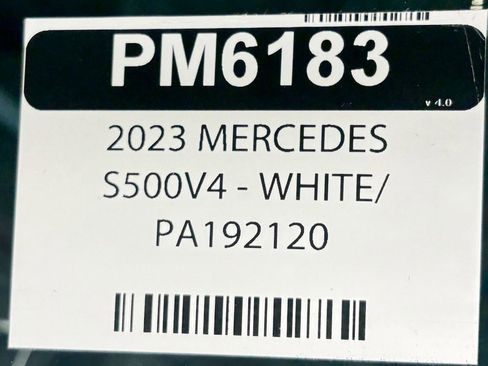 PM6183
v 4.0
2023 MERCEDES
S500V4 - WHITE/
PA192120